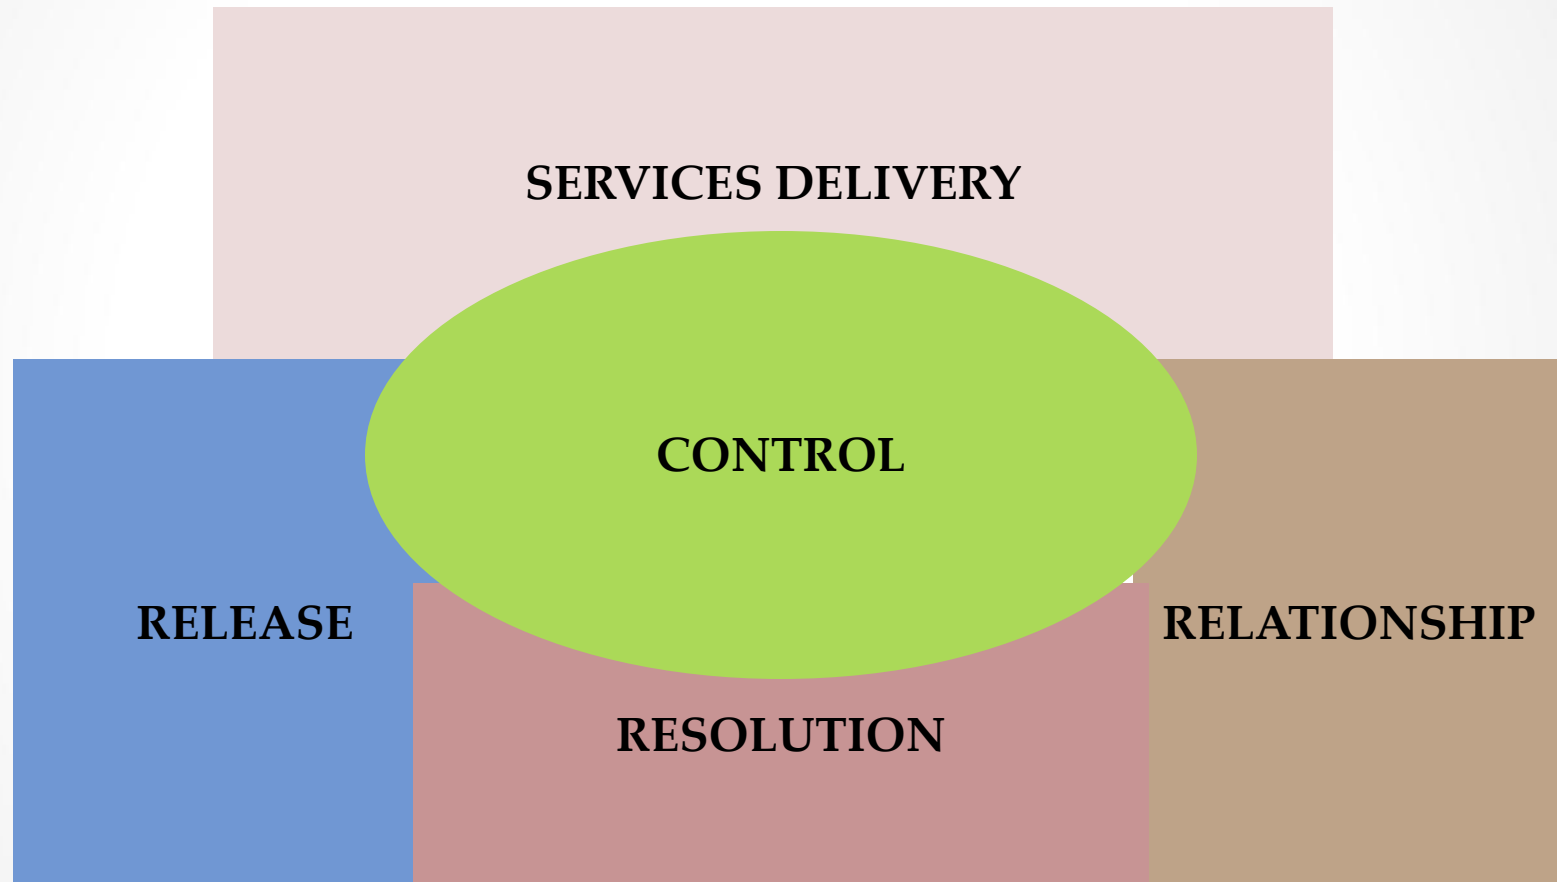 SERVICES DELIVERY
CONTROL
RELEASE
RELATIONSHIP
RESOLUTION